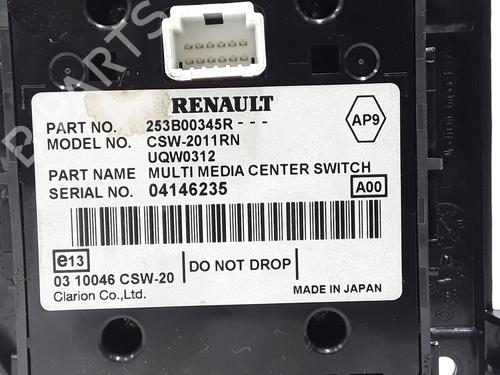 RENAULT
PART NO. 253B00345R - - -
AP9
MODEL NO. CSW-2011RN
UQW0312
PART NAME MULTI MEDIA CENTER SWITCH
SERIAL NO. 04146235
A00
e13
03 10046 CSW-20
DO NOT DROP
Clarion Co.,Ltd.
MADE IN JAPAN